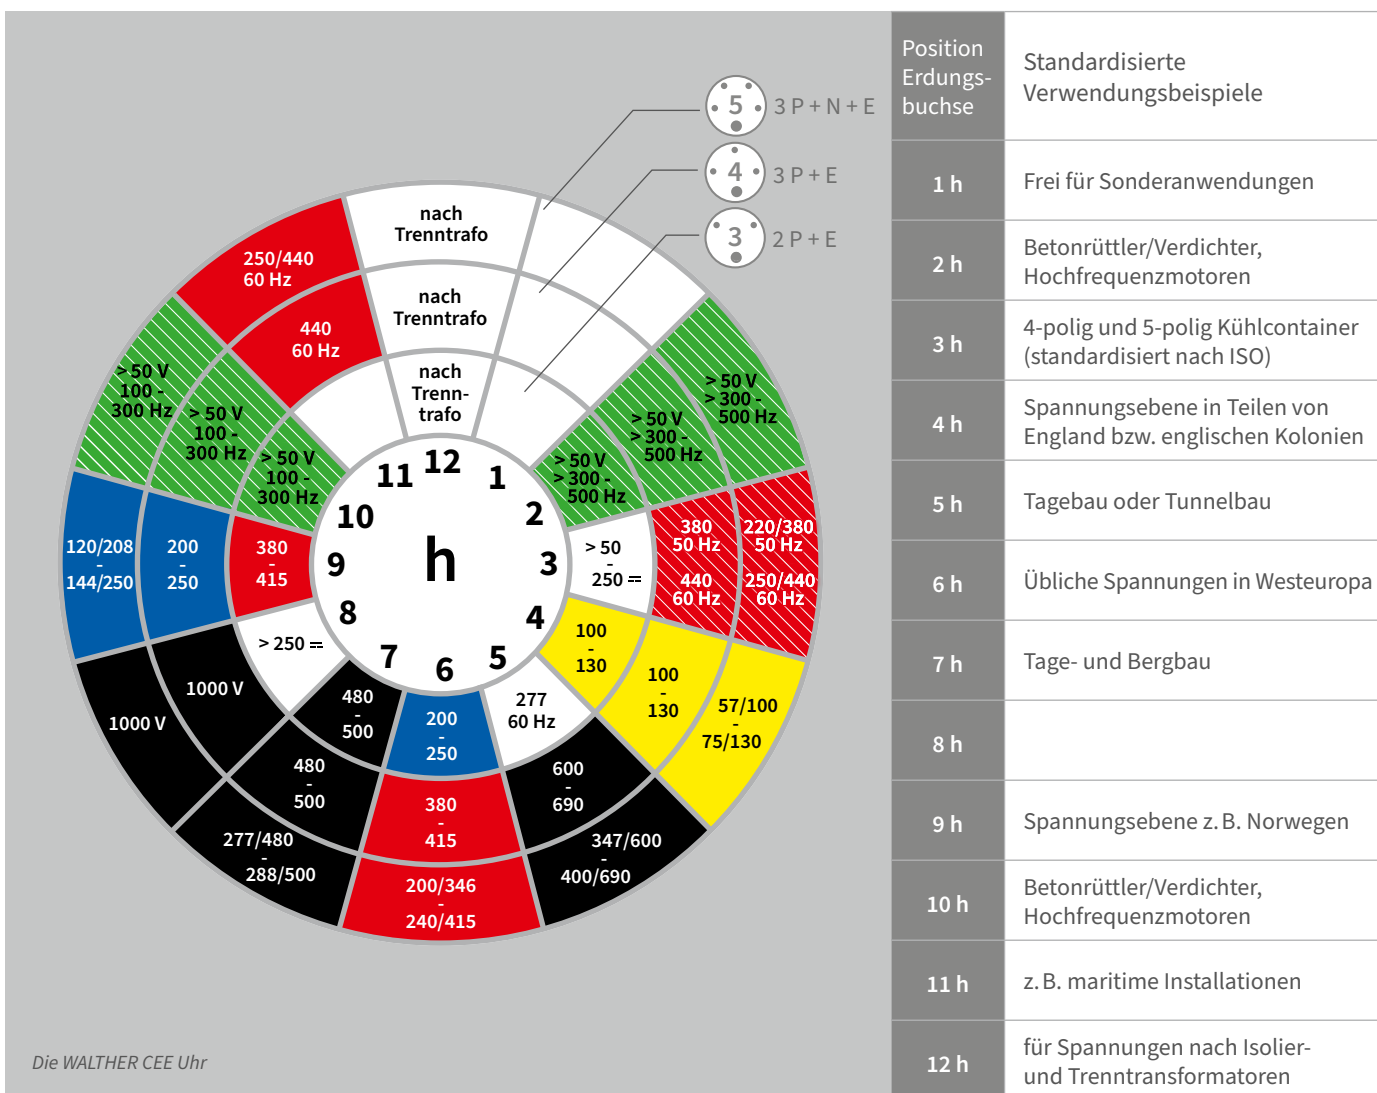 5
3 P + N + E
4
3 P + E
3
2 P + E
nach
Trenntrafo
250/440
60 Hz
nach
Trenntrafo
440
60 Hz
nach
Trenn-
trafo
> 50 V
100 -
300 Hz
> 50 V
100 -
300 Hz
> 50 V
100 -
300 Hz
> 50 V
> 300 -
500 Hz
> 50 V
> 300 -
500 Hz
> 50 V
> 300 -
500 Hz
12
11
1
10
2
9
h
3
8
4
7
6
5
120/208
-
144/250
200
-
250
380
-
415
> 50
-
250 ⎓
380
50 Hz
440
60 Hz
220/380
50 Hz
250/440
60 Hz
> 250 ⎓
1000 V
1000 V
100
-
130
100
-
130
57/100
-
75/130
480
-
500
480
-
500
277/480
-
288/500
200
-
250
380
-
415
200/346
-
240/415
277
60 Hz
600
-
690
347/600
-
400/690
Die WALTHER CEE Uhr
Position
Erdungs-
buchse
Standardisierte
Verwendungsbeispiele
1 h
Frei für Sonderanwendungen
2 h
Betonrüttler/Verdichter,
Hochfrequenzmotoren
3 h
4-polig und 5-polig Kühlcontainer
(standardisiert nach ISO)
4 h
Spannungsebene in Teilen von
England bzw. englischen Kolonien
5 h
Tagebau oder Tunnelbau
6 h
Übliche Spannungen in Westeuropa
7 h
Tage- und Bergbau
8 h
9 h
Spannungsebene z. B. Norwegen
10 h
Betonrüttler/Verdichter,
Hochfrequenzmotoren
11 h
z. B. maritime Installationen
12 h
für Spannungen nach Isolier-
und Trenntransformatoren